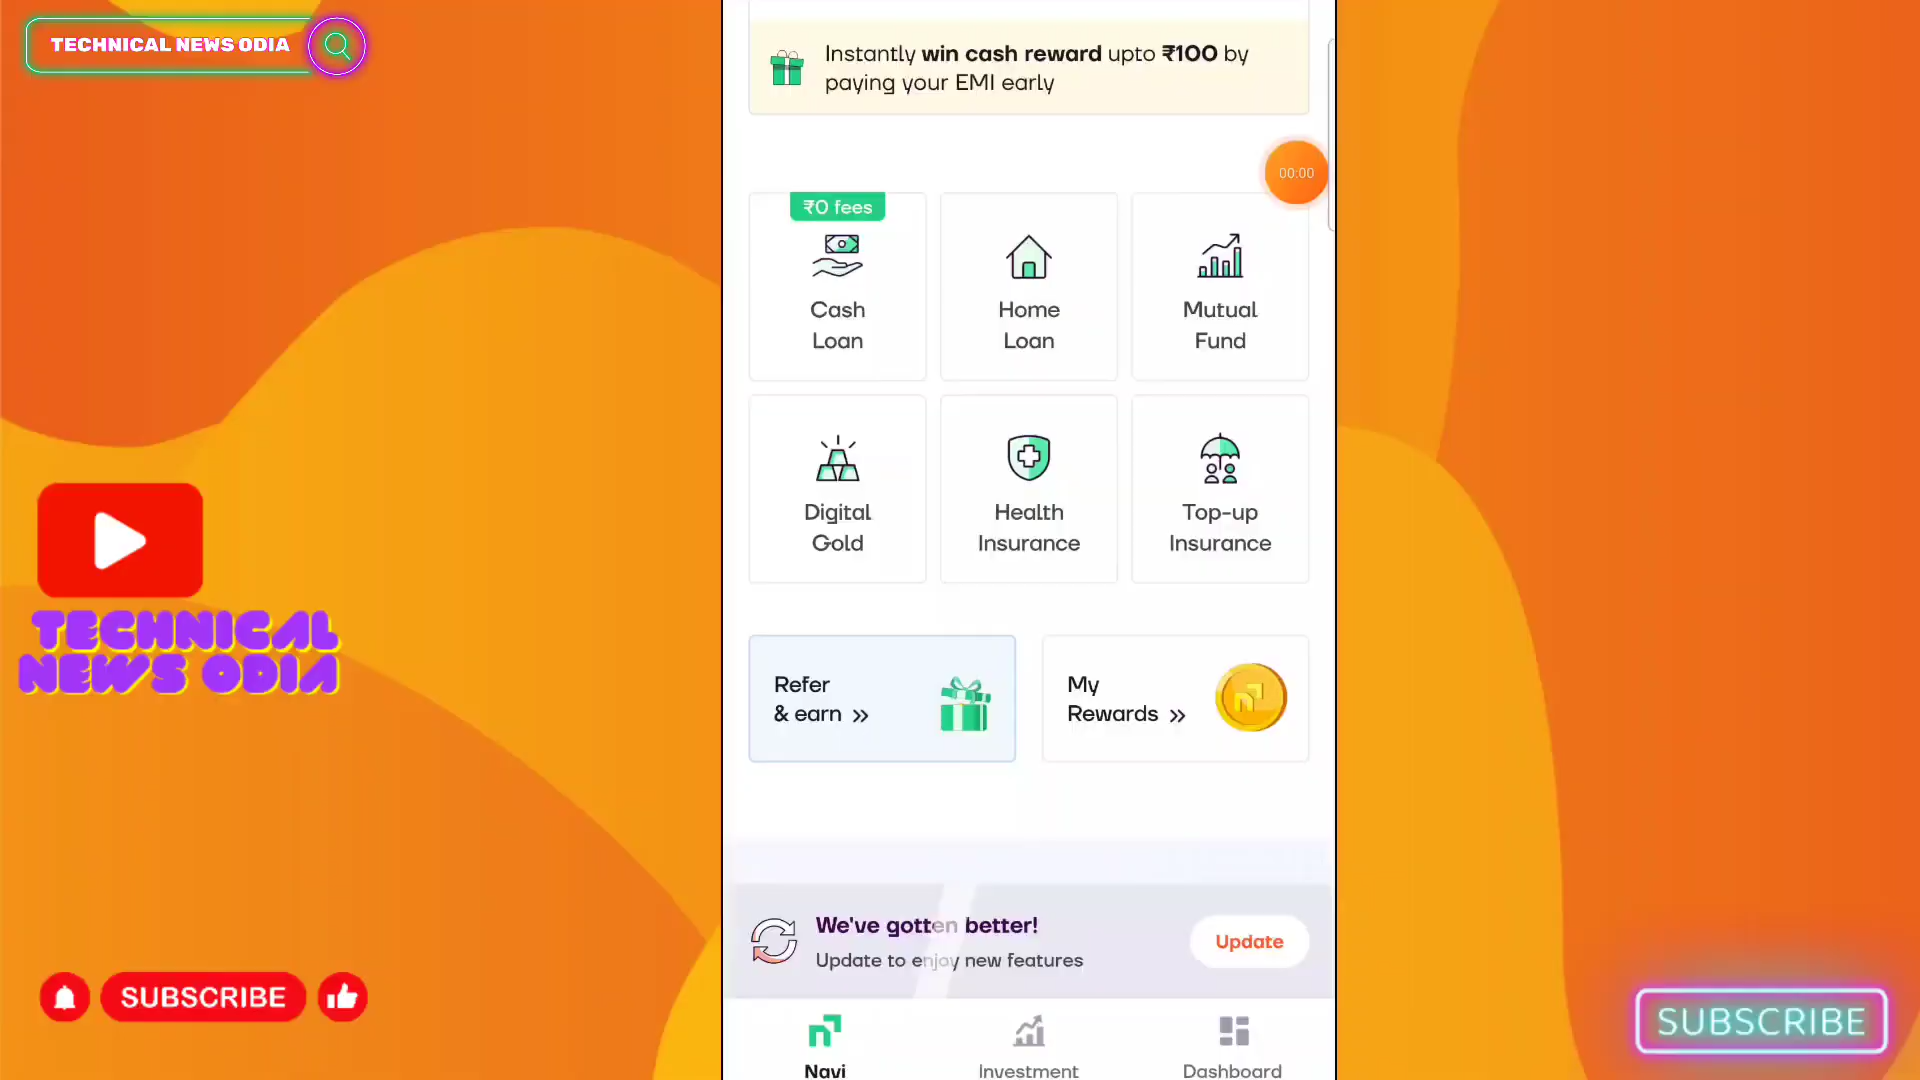 TECHNICAL NEWS ODIA
Instantly win cash reward upto ₹100 by
paying your EMI early
00:00
₹0 fees
Cash
Loan
Home
Loan
Mutual
Fund
Digital
Gold
Health
Insurance
Top-up
Insurance
TECHNICAL
NEWS ODIA
Refer
& earn »
My
Rewards »
We've gotten better!
Update to enjoy new features
Update
SUBSCRIBE
SUBSCRIBE
Navi
Investment
Dashboard